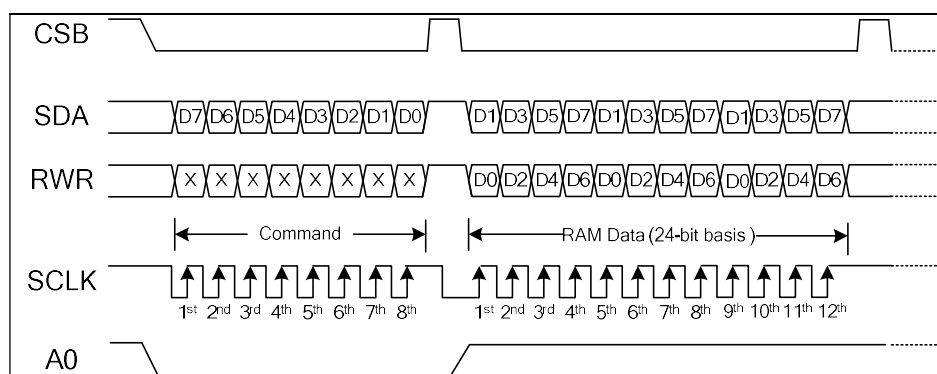 CSB
SDA D7 D6 D5 D4 D3 D2 D1 D0 D1 D3 D5 D7 D1 D3 D5 D7 D1 D3 D5 D7
RWR X X X X X X X X D0 D2 D4 D6 D0 D2 D4 D6 D0 D2 D4 D6
Command RAM Data (24-bit basis )
SCLK
1st 2nd 3rd 4th 5th 6th 7th 8th 1st 2nd 3rd 4th 5th 6th 7th 8th 9th 10th 11th 12th
A0